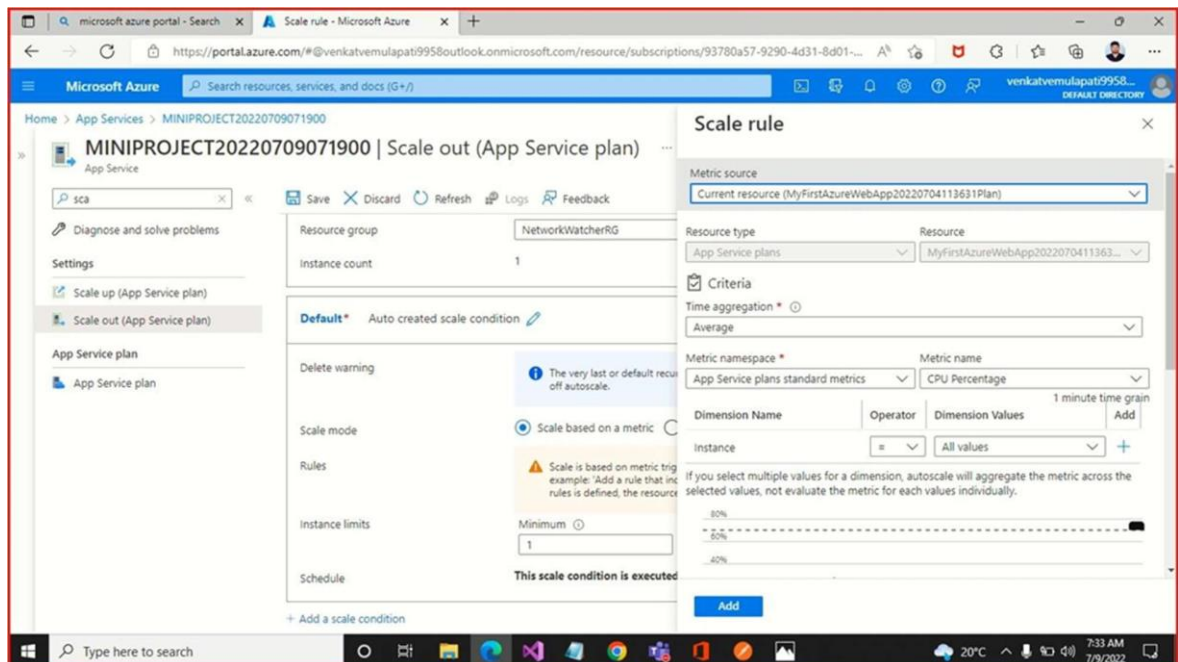 microsoft azure portal - Search
Scale rule - Microsoft Azure
https://portal.azure.com/#@venkatvemulapati9958outlook.onmicrosoft.com/resource/subscriptions/93780a57-9290-4d31-8d01-...
Microsoft Azure
Search resources, services, and docs (G+/)
venkatvemulapati9958...
DEFAULT DIRECTORY
Home > App Services > MINIPROJECT20220709071900
MINIPROJECT20220709071900 | Scale out (App Service plan) ...
App Service
sca
Diagnose and solve problems
Settings
Scale up (App Service plan)
Scale out (App Service plan)
App Service plan
App Service plan
Save Discard Refresh Logs Feedback
Resource group NetworkWatcherRG
Instance count 1
Default* Auto created scale condition
Delete warning
The very last or default recu
off autoscale.
Scale mode Scale based on a metric
Rules
Scale is based on metric trig
example: 'Add a rule that inc
rules is defined, the resource
Instance limits
Minimum
1
Schedule This scale condition is executed
+ Add a scale condition
Scale rule
Metric source
Current resource (MyFirstAzureWebApp20220704113631Plan)
Resource type Resource
App Service plans MyFirstAzureWebApp2022070411363...
Criteria
Time aggregation *
Average
Metric namespace * Metric name
App Service plans standard metrics CPU Percentage
1 minute time grain
Dimension Name Operator Dimension Values Add
Instance = All values +
If you select multiple values for a dimension, autoscale will aggregate the metric across the
selected values, not evaluate the metric for each values individually.
80%
60%
40%
Add
Type here to search
20°C
7:33 AM
7/9/2022